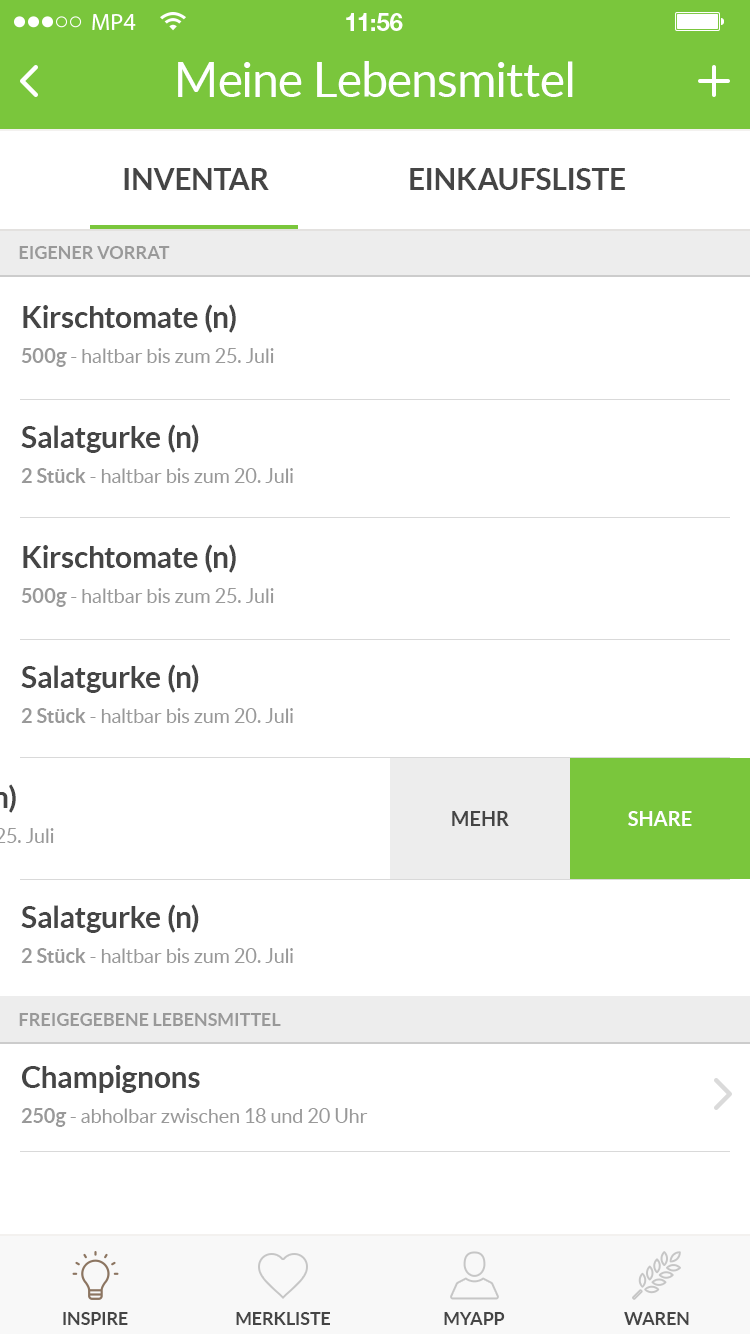 MP4 11:56
Meine Lebensmittel
INVENTAR EINKAUFSLISTE
EIGENER VORRAT
Kirschtomate (n)
500g - haltbar bis zum 25. Juli
Salatgurke (n)
2 Stück - haltbar bis zum 20. Juli
Kirschtomate (n)
500g - haltbar bis zum 25. Juli
Salatgurke (n)
2 Stück - haltbar bis zum 20. Juli
n)
25. Juli
MEHR SHARE
Salatgurke (n)
2 Stück - haltbar bis zum 20. Juli
FREIGEGEBENE LEBENSMITTEL
Champignons
250g - abholbar zwischen 18 und 20 Uhr
INSPIRE MERKLISTE MYAPP WAREN